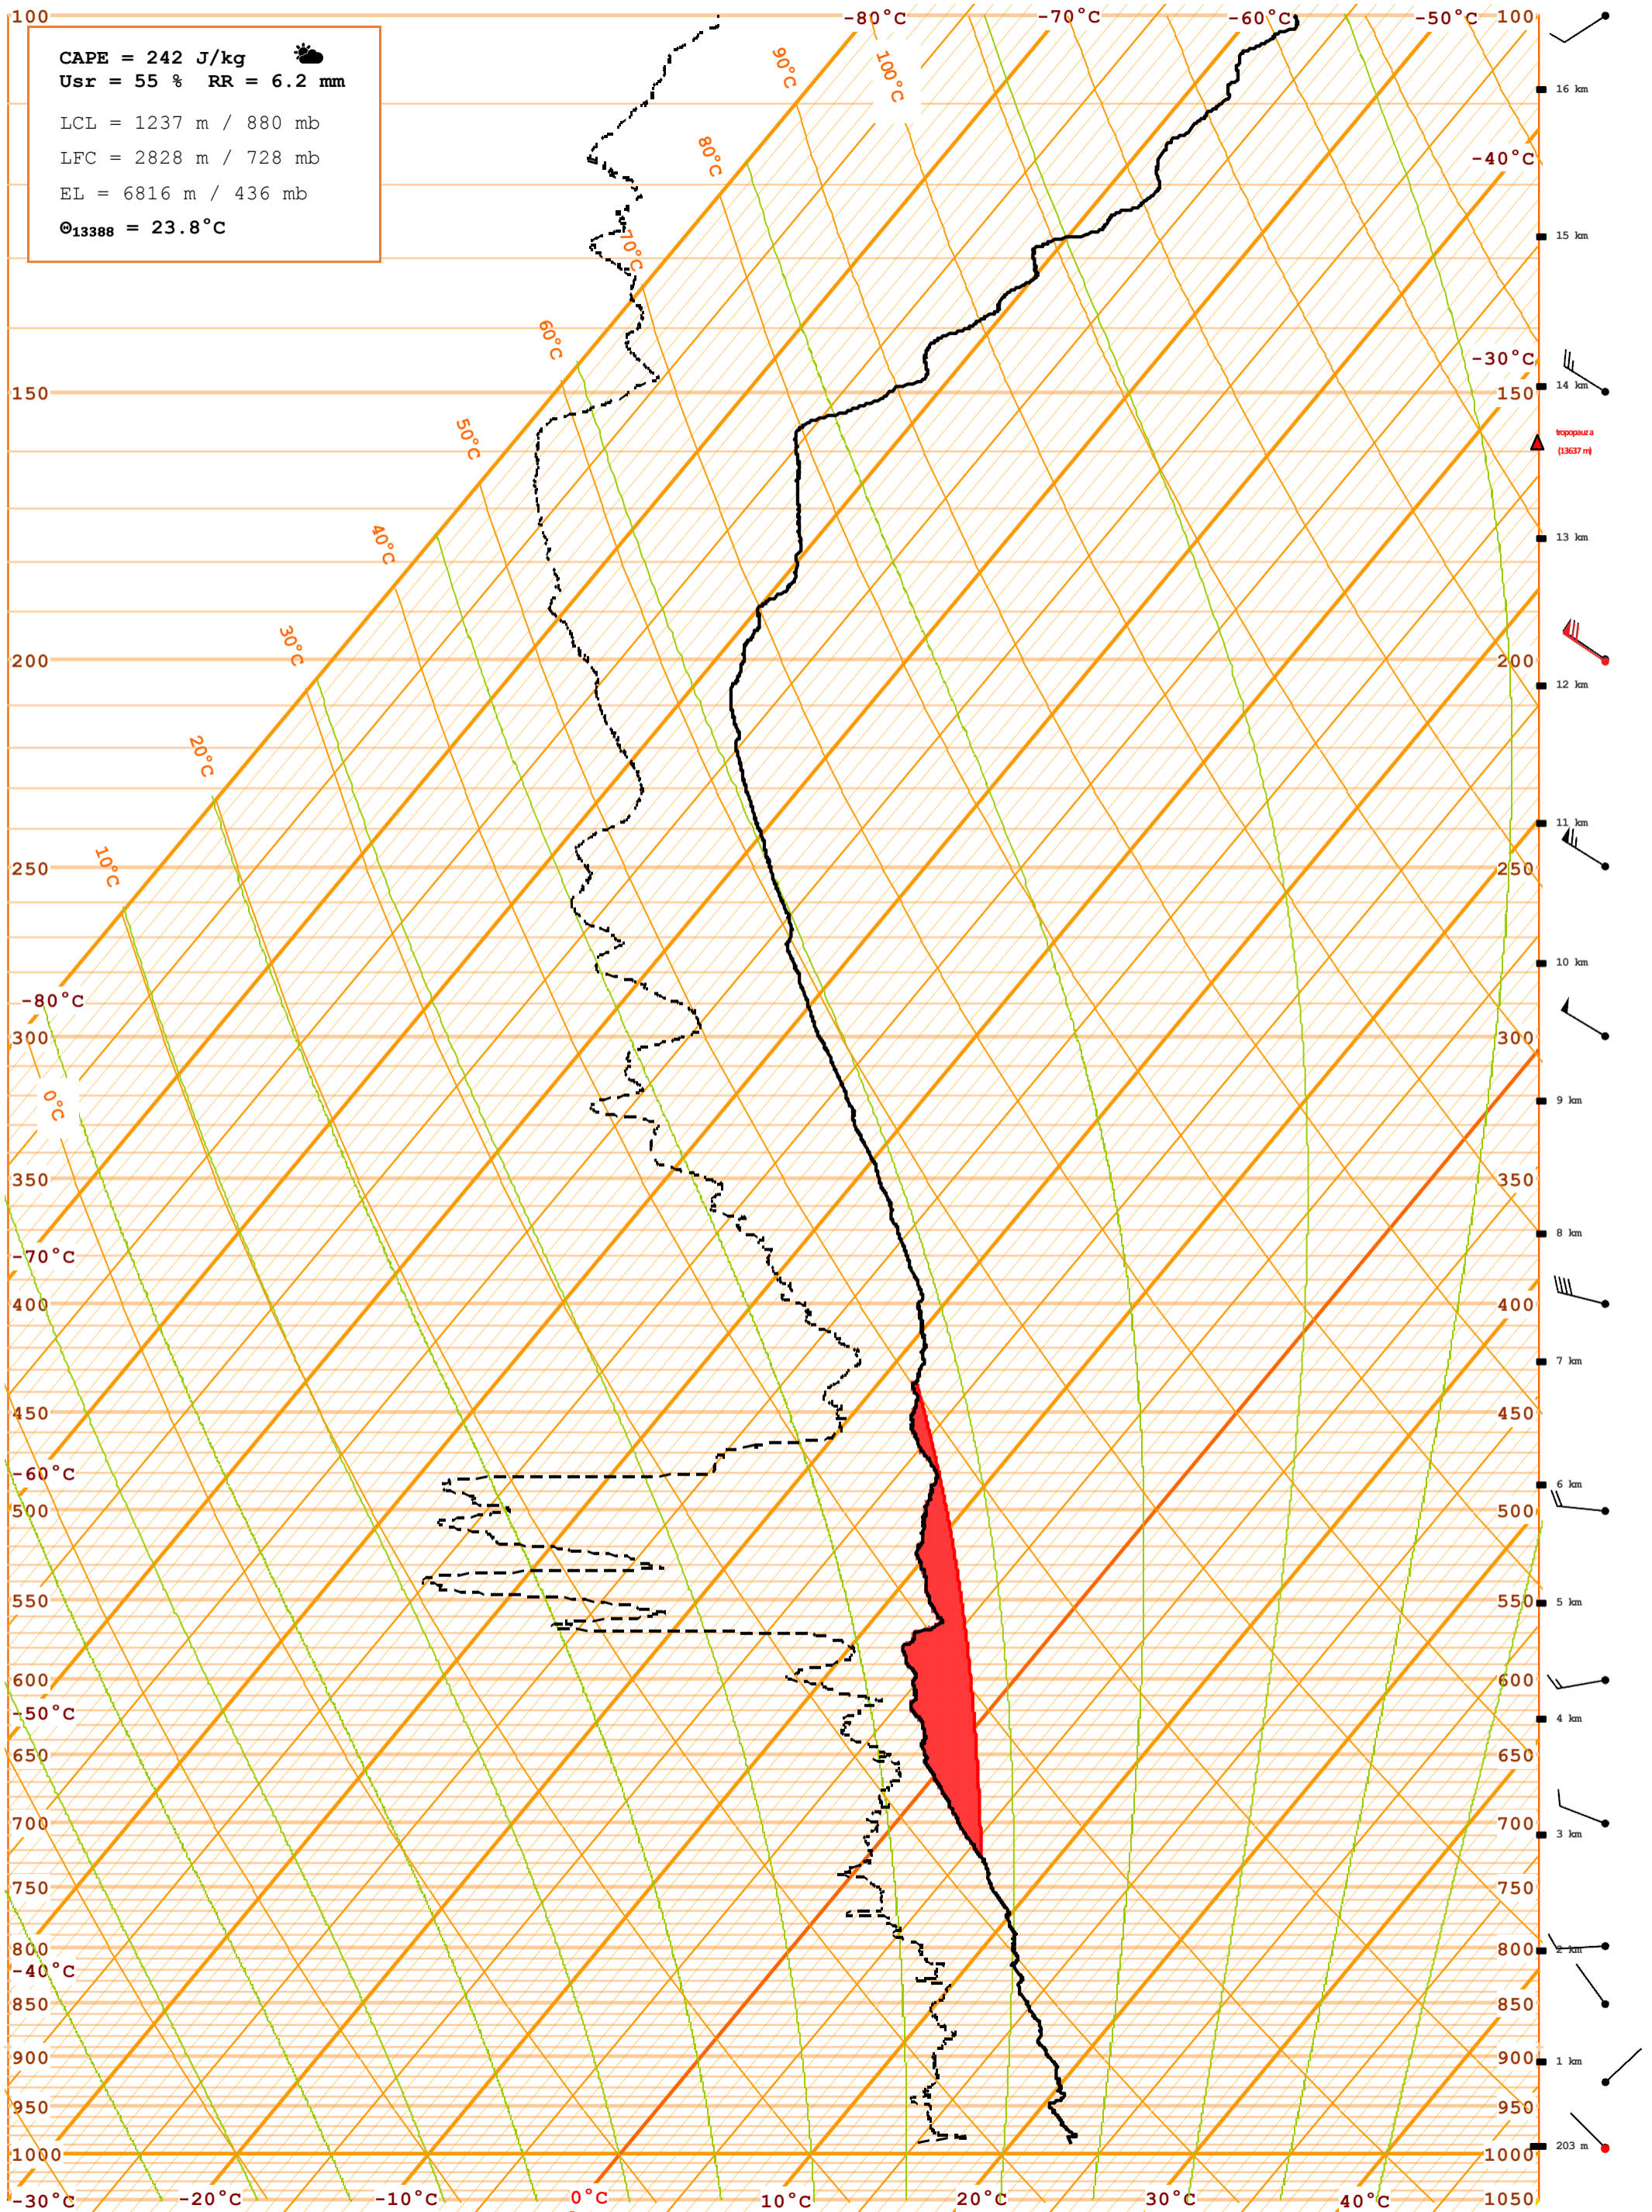 100 -80°C -70°C -60°C -50°C 100
CAPE = 242 J/kg
Usr = 55 % RR = 6.2 mm
LCL = 1237 m / 880 mb
LFC = 2828 m / 728 mb
EL = 6816 m / 436 mb
Θ13388 = 23.8°C
90°C 100°C
16 km
80°C -40°C
70°C 15 km
60°C -30°C
150 150 14 km
50°C tropopauza
(13637 m)
40°C 13 km
30°C 200 200
12 km
20°C
11 km
10°C 250 250
10 km
-80°C
300 300
0°C 9 km
350 350
8 km
-70°C
400 400
7 km
450 450
-60°C 6 km
500 500
550 550 5 km
600 600
-50°C 4 km
650 650
700 700
3 km
750 750
800 800 2 km
-40°C
850 850
900 900 1 km
950 950
1000 1000 203 m
-30°C -20°C -10°C 0°C 10°C 20°C 30°C 40°C 1050